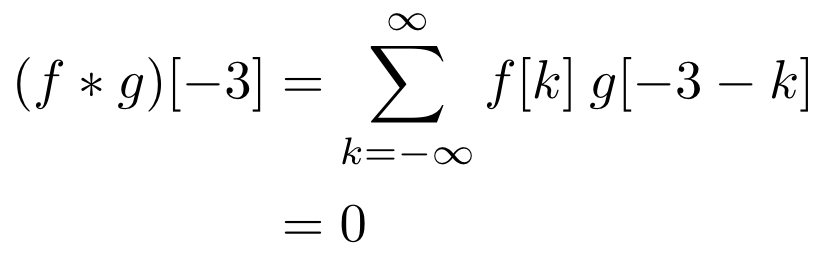 (f * g)[−3] = ∑_{k=−∞}^{∞} f[k] g[−3 − k]
= 0